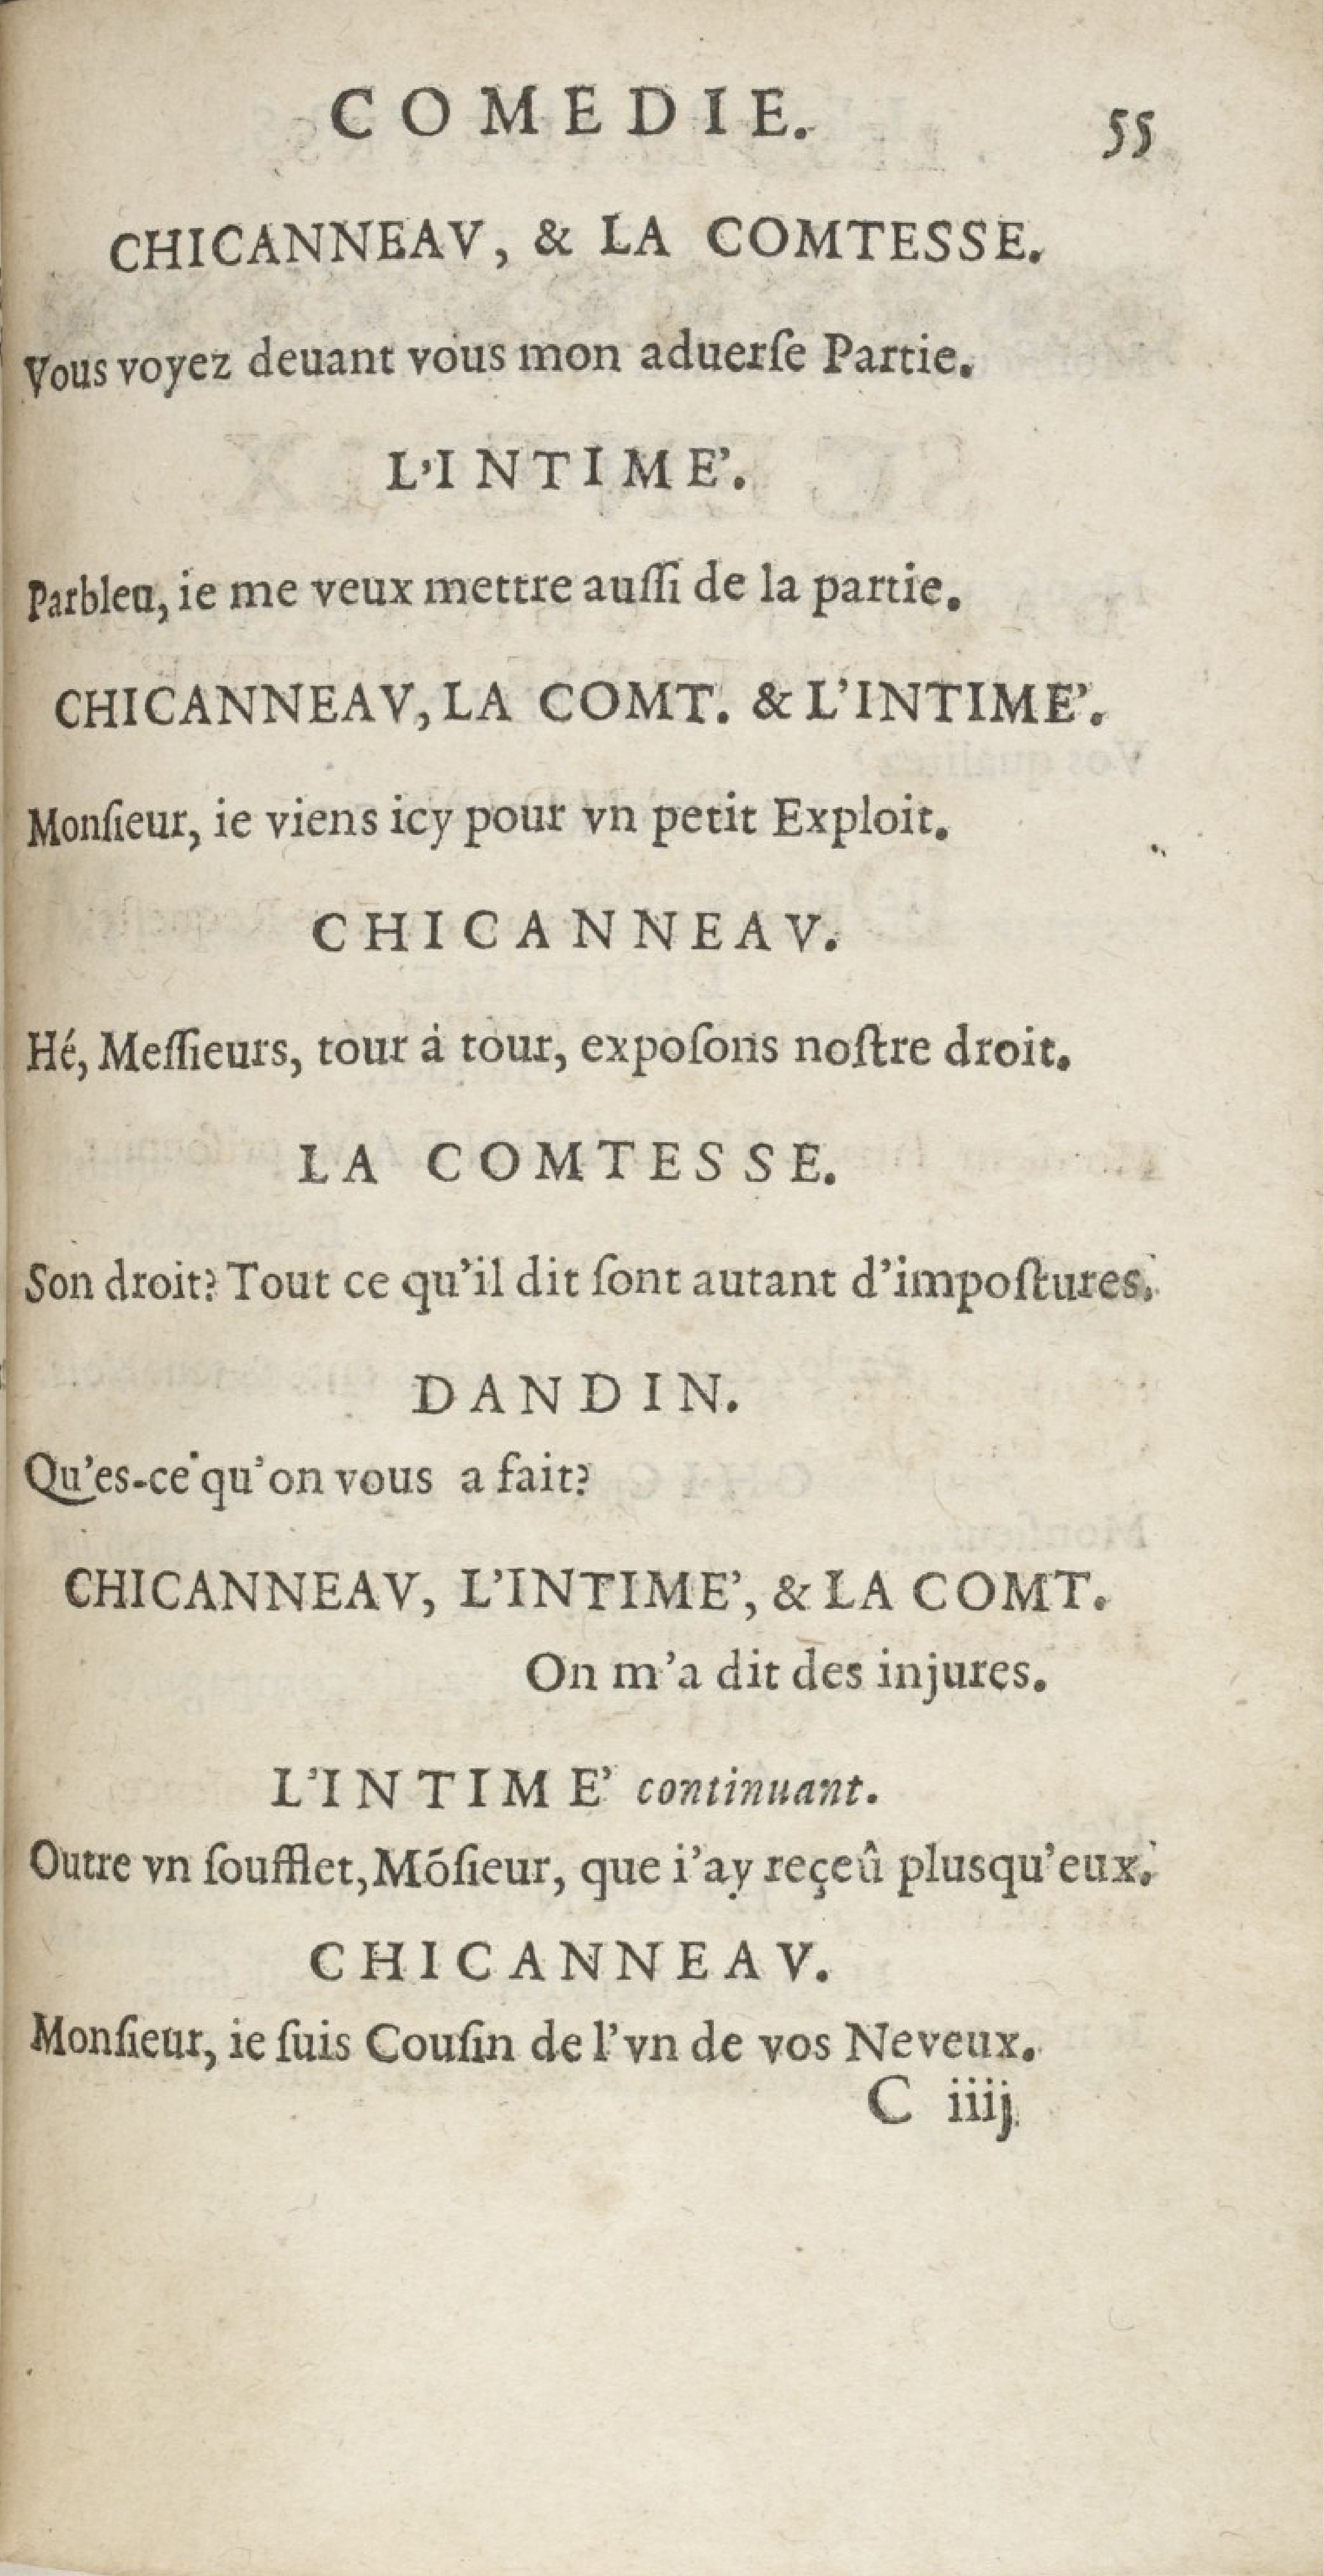 COMEDIE. 55
CHICANNEAV, & LA COMTESSE.
Vous voyez deuant vous mon aduerſe Partie.
L'INTIME'.
Parbleu, ie me veux mettre auſſi de la partie.
CHICANNEAV, LA COMT. & L'INTIME'.
Monſieur, ie viens icy pour vn petit Exploit.
CHICANNEAV.
Hé, Meſſieurs, tour à tour, expoſons noſtre droit.
LA COMTESSE.
Son droit? Tout ce qu'il dit ſont autant d'impoſtures.
DANDIN.
Qu'es-ce qu'on vous a fait?
CHICANNEAV, L'INTIME', & LA COMT.
On m'a dit des injures.
L'INTIME' continuant.
Outre vn ſoufflet, Mōſieur, que i'ay reçeû plusqu'eux.
CHICANNEAV.
Monſieur, ie ſuis Couſin de l'vn de vos Neveux.
C iiij